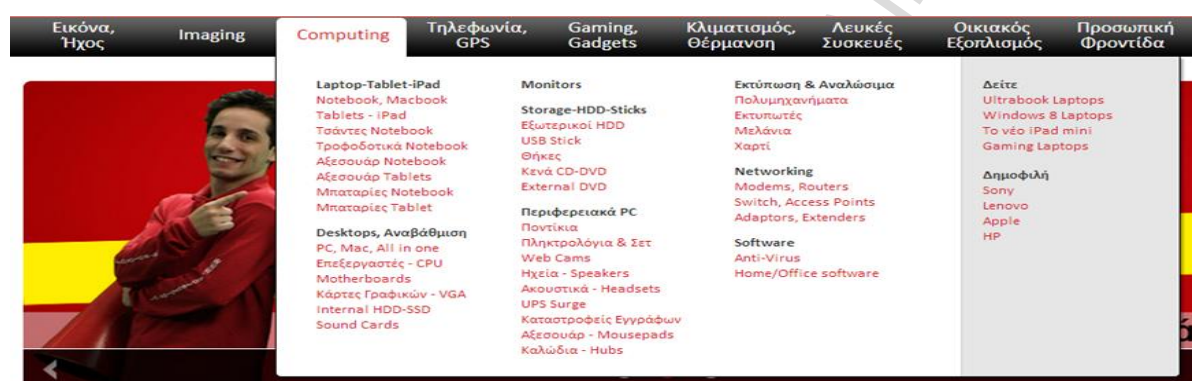 Εικόνα,
Ήχος
Imaging
Computing
Τηλεφωνία,
GPS
Gaming,
Gadgets
Κλιματισμός,
Θέρμανση
Λευκές
Συσκευές
Οικιακός
Εξοπλισμός
Προσωπική
Φροντίδα
Laptop-Tablet-iPad
Notebook, Macbook
Tablets - iPad
Τσάντες Notebook
Τροφοδοτικά Notebook
Αξεσουάρ Notebook
Αξεσουάρ Tablets
Μπαταρίες Notebook
Μπαταρίες Tablet
Desktops, Αναβάθμιση
PC, Mac, All in one
Επεξεργαστές - CPU
Motherboards
Κάρτες Γραφικών - VGA
Internal HDD-SSD
Sound Cards
Monitors
Storage-HDD-Sticks
Εξωτερικοί HDD
USB Stick
Θήκες
Κενά CD-DVD
External DVD
Περιφερειακά PC
Ποντίκια
Πληκτρολόγια & Σετ
Web Cams
Ηχεία - Speakers
Ακουστικά - Headsets
UPS Surge
Καταστροφείς Εγγράφων
Αξεσουάρ - Mousepads
Καλώδια - Hubs
Εκτύπωση & Αναλώσιμα
Πολυμηχανήματα
Εκτυπωτές
Μελάνια
Χαρτί
Networking
Modems, Routers
Switch, Access Points
Adaptors, Extenders
Software
Anti-Virus
Home/Office software
Δείτε
Ultrabook Laptops
Windows 8 Laptops
Το νέο iPad mini
Gaming Laptops
Δημοφιλή
Sony
Lenovo
Apple
HP